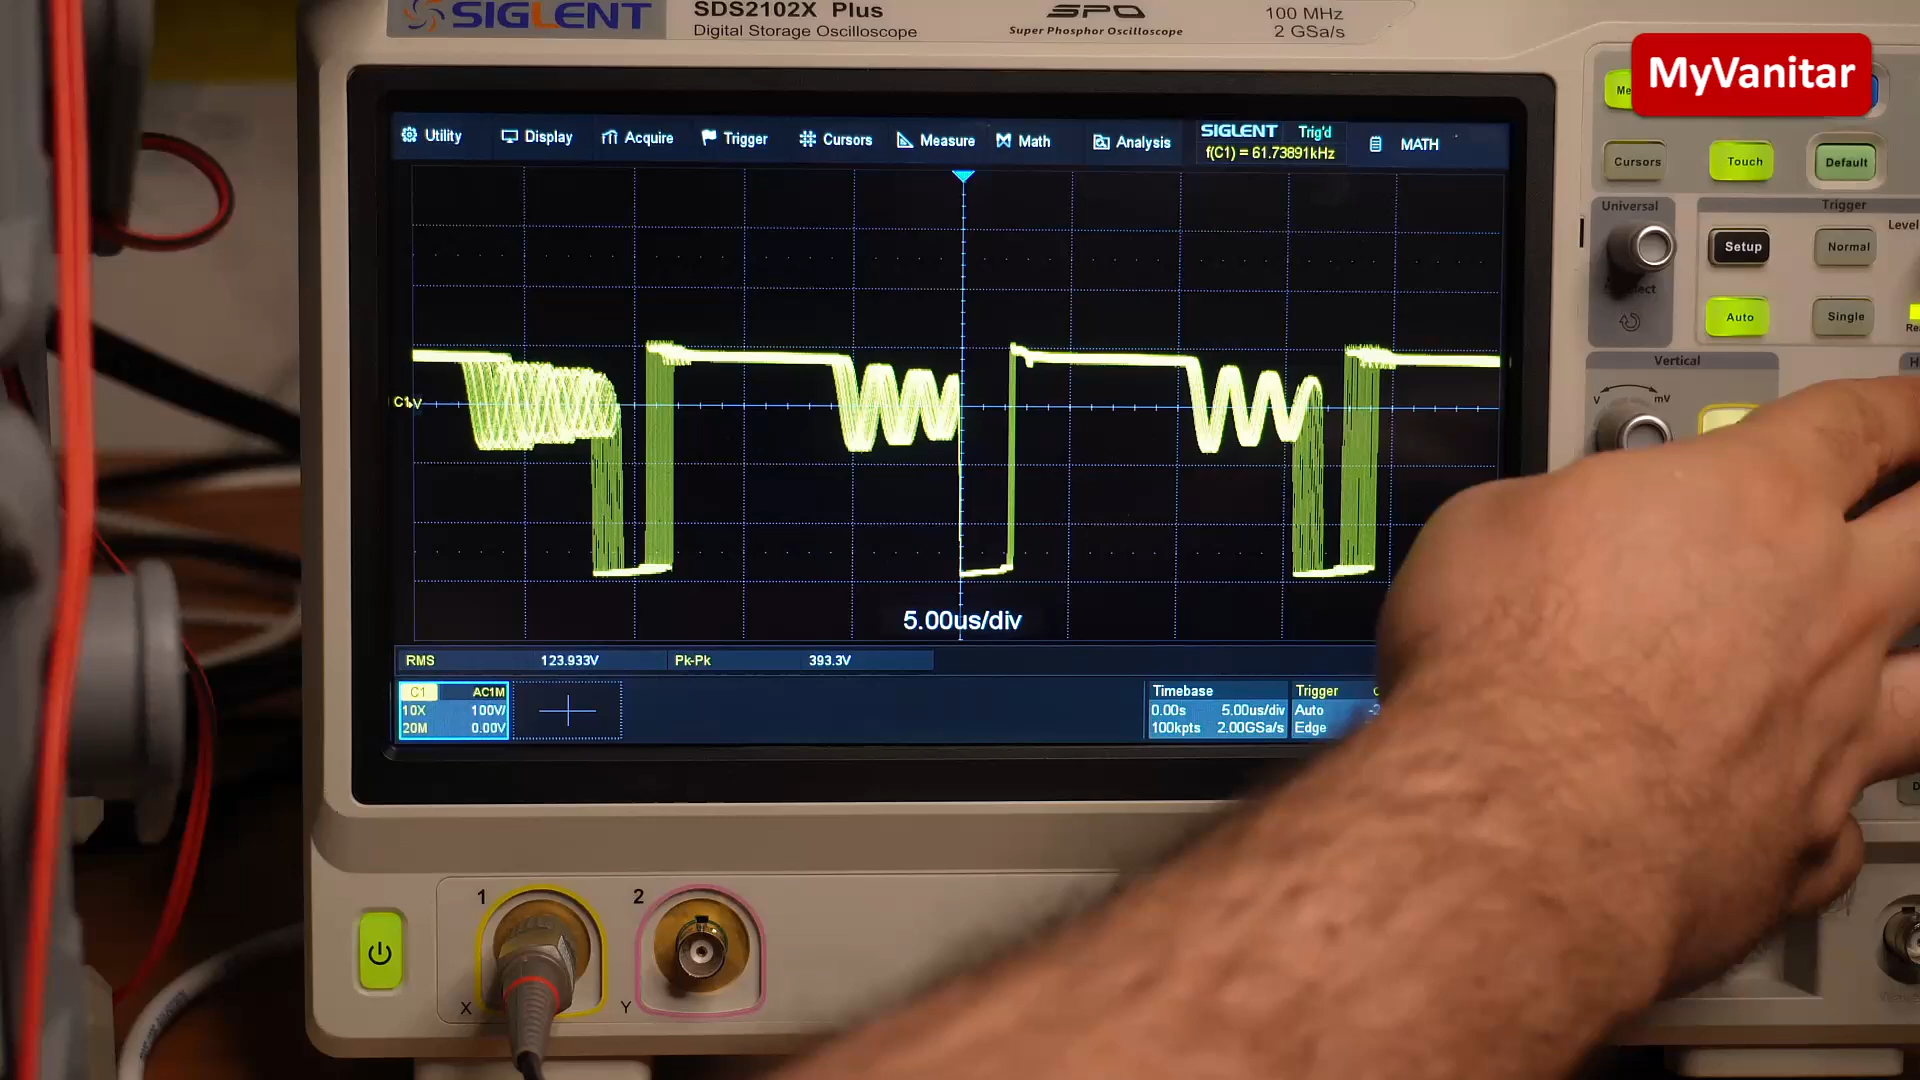 SIGLENT
SDS2102X Plus
Digital Storage Oscilloscope
SPO
Super Phosphor Oscilloscope
100 MHz
2 GSa/s
MyVanitar
Utility
Display
Acquire
Trigger
Cursors
Measure
Math
Analysis
SIGLENT
Trig'd
f(C1) = 61.73891kHz
MATH
Cursors
Touch
Default
Universal
Trigger
Level
Setup
Normal
Auto
Single
Vertical
V
mV
C1
5.00us/div
RMS
123.933V
Pk-Pk
393.3V
C1
AC1M
10X
100V/
20M
0.00V
Timebase
0.00s
5.00us/div
100kpts
2.00GSa/s
Trigger
Auto
Edge
1
2
X
Y